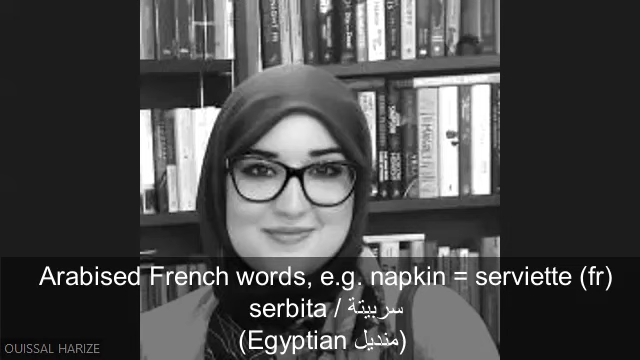 Arabised French words, e.g. napkin = serviette (fr)
serbita / سربيتة
(Egyptian منديل)
OUISSAL HARIZE